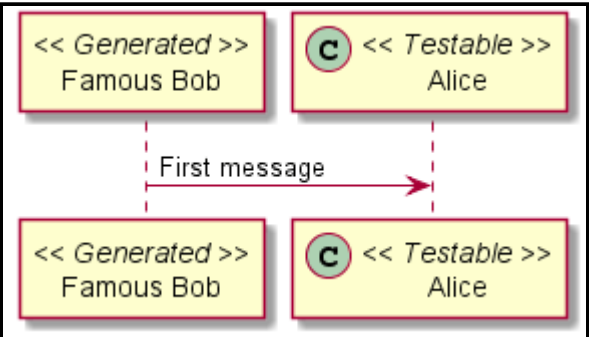 << Generated >>
Famous Bob
C << Testable >>
Alice
First message
<< Generated >>
Famous Bob
C << Testable >>
Alice